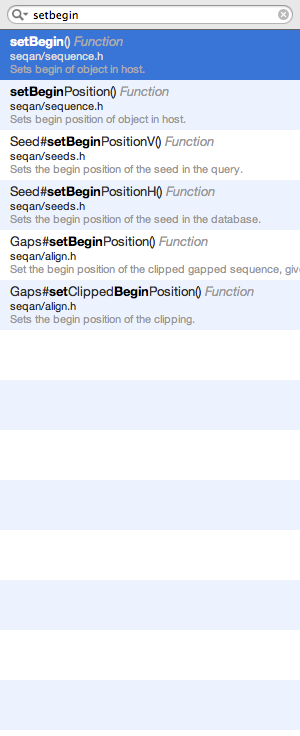 setbegin
setBegin() Function
seqan/sequence.h
Sets begin of object in host.
setBeginPosition() Function
seqan/sequence.h
Sets begin position of object in host.
Seed#setBeginPositionV() Function
seqan/seeds.h
Sets the begin position of the seed in the query.
Seed#setBeginPositionH() Function
seqan/seeds.h
Sets the begin position of the seed in the database.
Gaps#setBeginPosition() Function
seqan/align.h
Set the begin position of the clipped gapped sequence, giv
Gaps#setClippedBeginPosition() Function
seqan/align.h
Sets the begin position of the clipping.